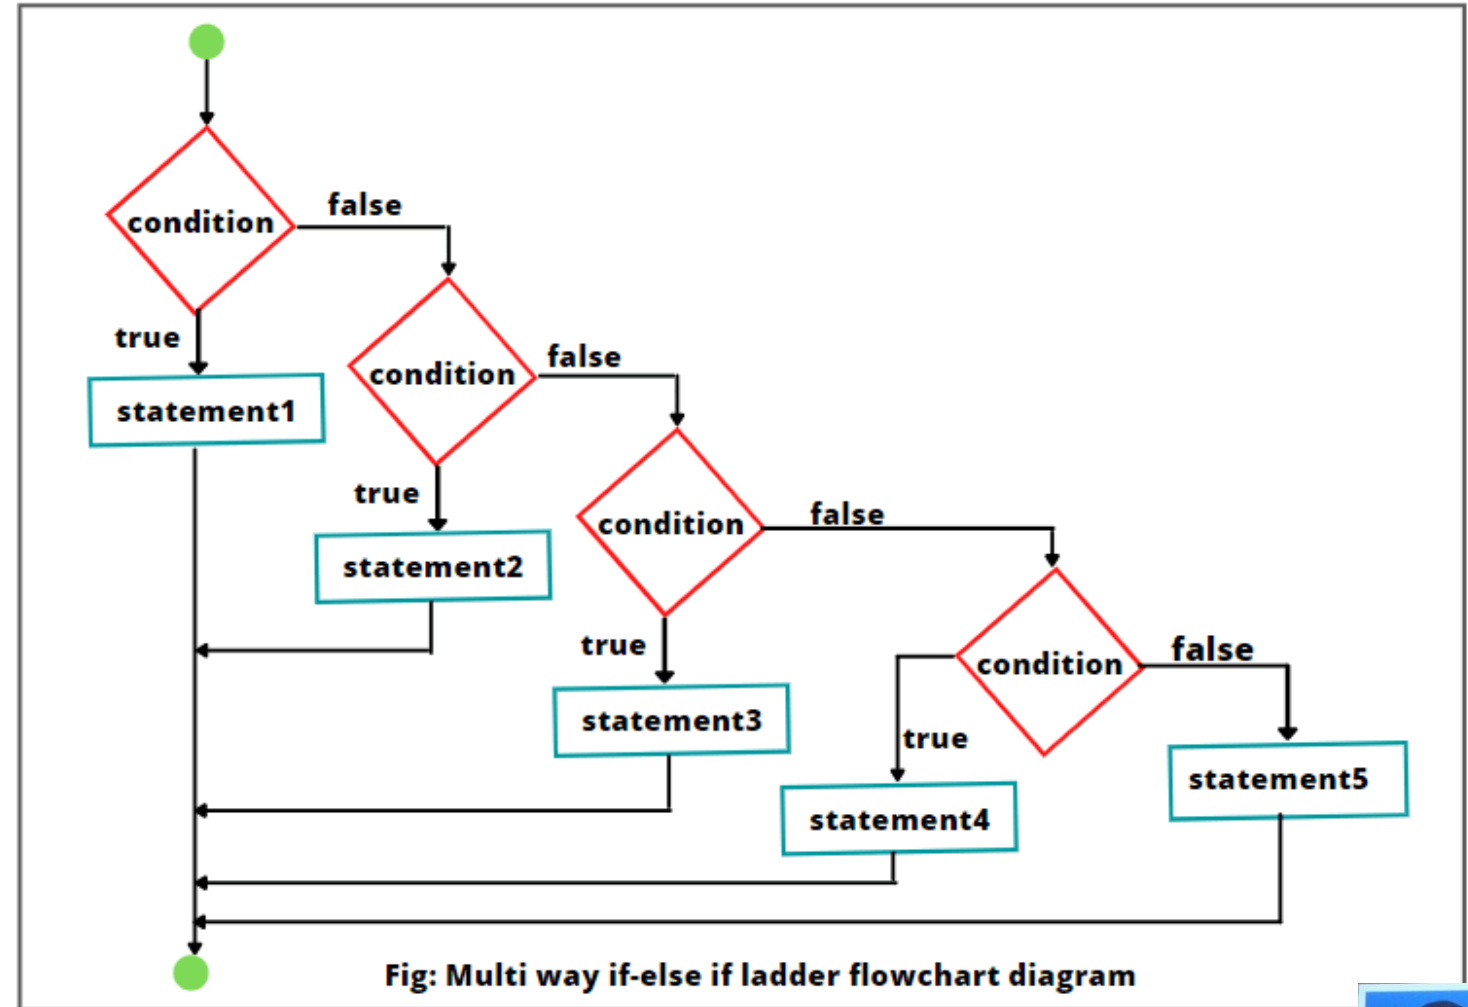 false
condition
true
false
statement1
condition
true
false
statement2
condition
true
false
statement3
condition
true
statement5
statement4
Fig: Multi way if-else if ladder flowchart diagram